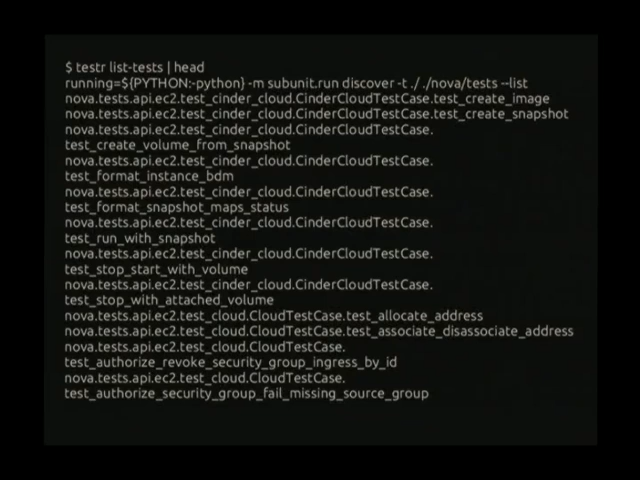 $ testr list-tests | head
running=${PYTHON:-python} -m subunit.run discover -t ./ ./nova/tests --list
nova.tests.api.ec2.test_cinder_cloud.CinderCloudTestCase.test_create_image
nova.tests.api.ec2.test_cinder_cloud.CinderCloudTestCase.test_create_snapshot
nova.tests.api.ec2.test_cinder_cloud.CinderCloudTestCase.
test_create_volume_from_snapshot
nova.tests.api.ec2.test_cinder_cloud.CinderCloudTestCase.
test_format_instance_bdm
nova.tests.api.ec2.test_cinder_cloud.CinderCloudTestCase.
test_format_snapshot_maps_status
nova.tests.api.ec2.test_cinder_cloud.CinderCloudTestCase.
test_run_with_snapshot
nova.tests.api.ec2.test_cinder_cloud.CinderCloudTestCase.
test_stop_start_with_volume
nova.tests.api.ec2.test_cinder_cloud.CinderCloudTestCase.
test_stop_with_attached_volume
nova.tests.api.ec2.test_cloud.CloudTestCase.test_allocate_address
nova.tests.api.ec2.test_cloud.CloudTestCase.test_associate_disassociate_address
nova.tests.api.ec2.test_cloud.CloudTestCase.
test_authorize_revoke_security_group_ingress_by_id
nova.tests.api.ec2.test_cloud.CloudTestCase.
test_authorize_security_group_fail_missing_source_group